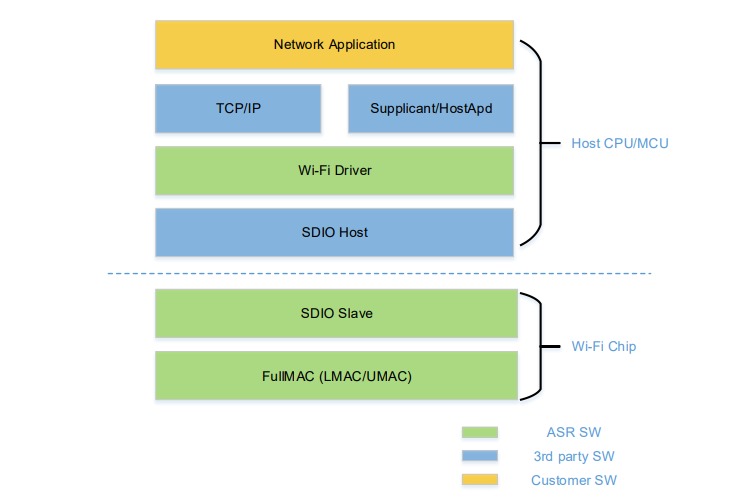 Network Application
TCP/IP
Supplicant/HostApd
Host CPU/MCU
Wi-Fi Driver
SDIO Host
SDIO Slave
Wi-Fi Chip
FullMAC (LMAC/UMAC)
ASR SW
3rd party SW
Customer SW